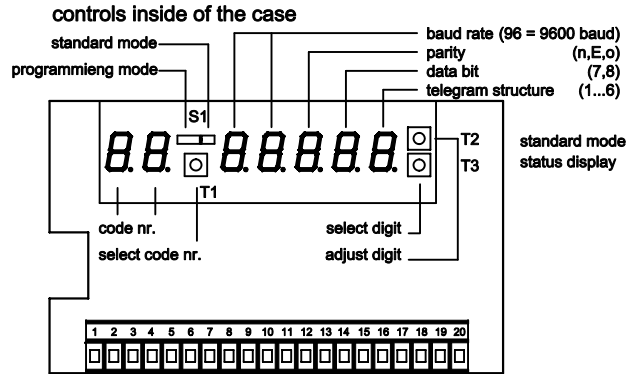 controls inside of the case
standard mode
programmieng mode
baud rate (96 = 9600 baud)
parity (n,E,o)
data bit (7,8)
telegram structure (1...6)
S1
8. 8. 8. 8. 8. 8. 8.
T2
T3
T1
standard mode
status display
code nr.
select code nr.
select digit
adjust digit
1 2 3 4 5 6 7 8 9 10 11 12 13 14 15 16 17 18 19 20